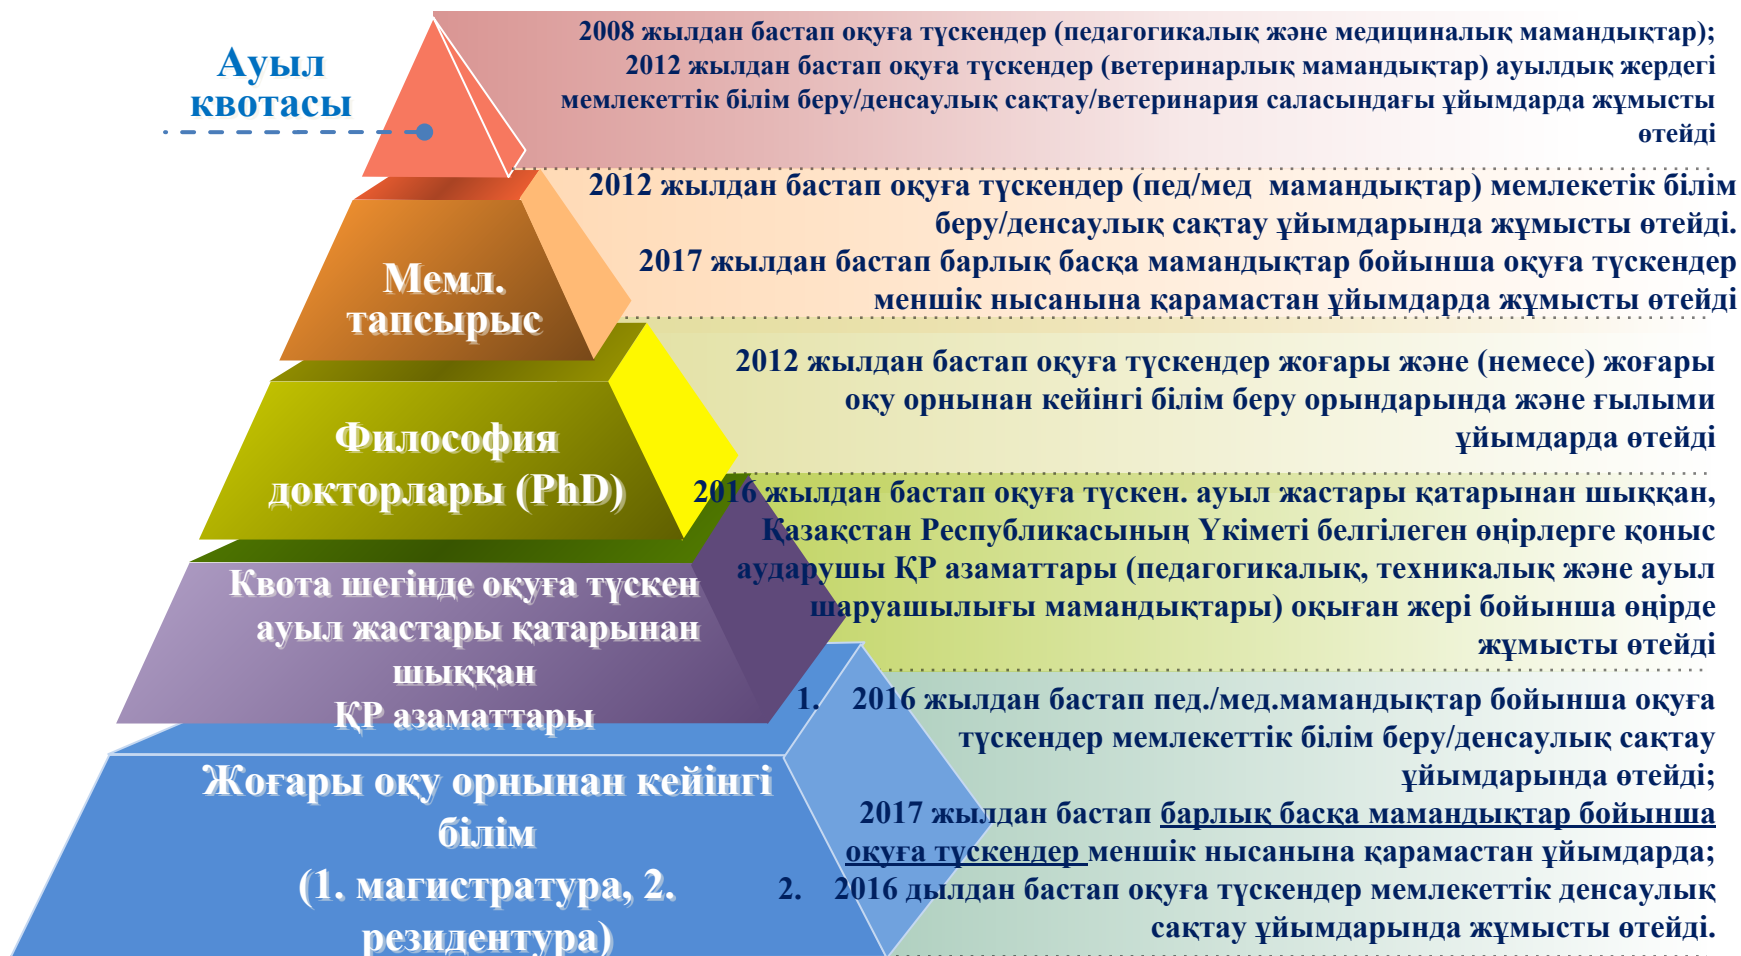 Ауыл
квотасы
2008 жылдан бастап оқуға түскендер (педагогикалық және медициналық мамандықтар);
2012 жылдан бастап оқуға түскендер (ветеринарлық мамандықтар) ауылдық жердегі
мемлекеттік білім беру/денсаулық сақтау/ветеринария саласындағы ұйымдарда жұмысты
өтейді
Мемл.
тапсырыс
2012 жылдан бастап оқуға түскендер (пед/мед  мамандықтар) мемлекетік білім
беру/денсаулық сақтау ұйымдарында жұмысты өтейді.
2017 жылдан бастап барлық басқа мамандықтар бойынша оқуға түскендер
меншік нысанына қарамастан ұйымдарда жұмысты өтейді
Философия
докторлары (PhD)
2012 жылдан бастап оқуға түскендер жоғары және (немесе) жоғары
оқу орнынан кейінгі білім беру орындарында және ғылыми
ұйымдарда өтейді
Квота шегінде оқуға түскен
ауыл жастары қатарынан
шыққан
ҚР азаматтары
2016 жылдан бастап оқуға түскен. ауыл жастары қатарынан шыққан,
Қазақстан Республикасының Үкіметі белгілеген өңірлерге қоныс
аударушы ҚР азаматтары (педагогикалық, техникалық және ауыл
шаруашылығы мамандықтары) оқыған жері бойынша өңірде
жұмысты өтейді
Жоғары оқу орнынан кейінгі
білім
(1. магистратура, 2.
резидентура)
1. 2016 жылдан бастап пед./мед.мамандықтар бойынша оқуға
түскендер мемлекеттік білім беру/денсаулық сақтау
ұйымдарында өтейді;
2017 жылдан бастап барлық басқа мамандықтар бойынша
оқуға түскендер меншік нысанына қарамастан ұйымдарда;
2. 2016 дылдан бастап оқуға түскендер мемлекеттік денсаулық
сақтау ұйымдарында жұмысты өтейді.